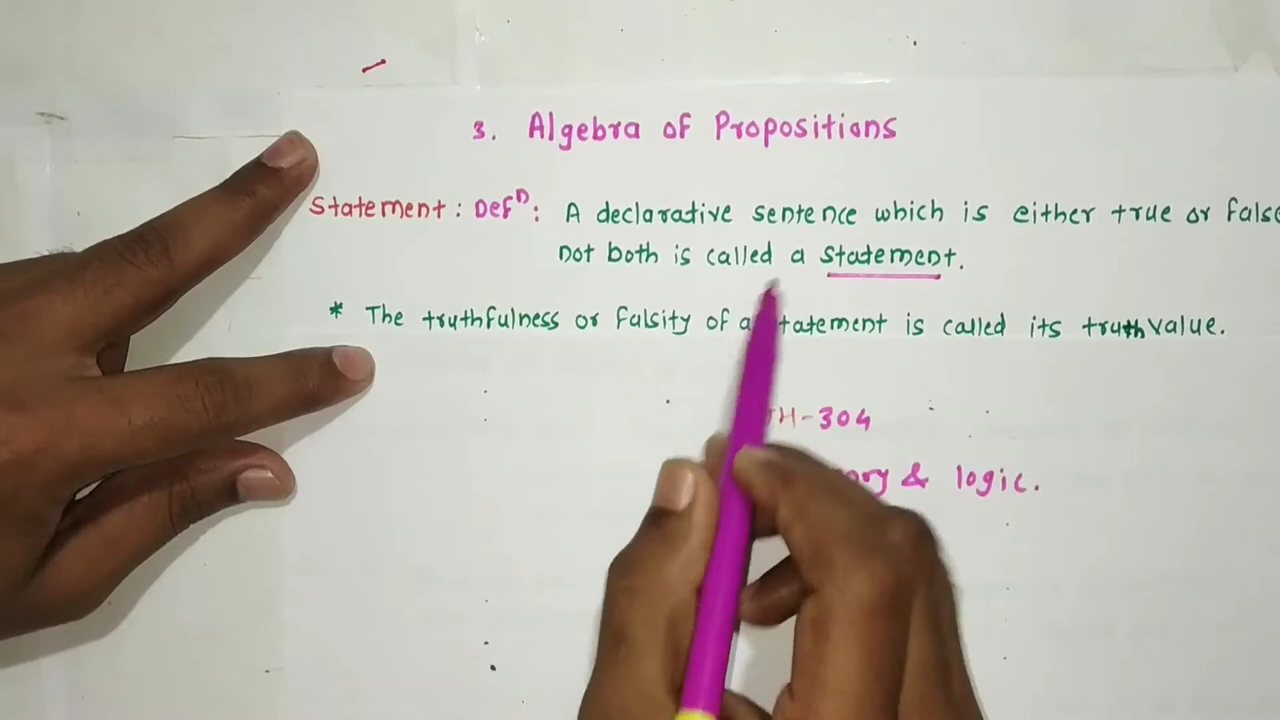 3. Algebra of Propositions
Statement : Defⁿ: A declarative sentence which is either true or false
not both is called a statement.
* The truthfulness or falsity of a statement is called its truth value.
H-304
& logic.